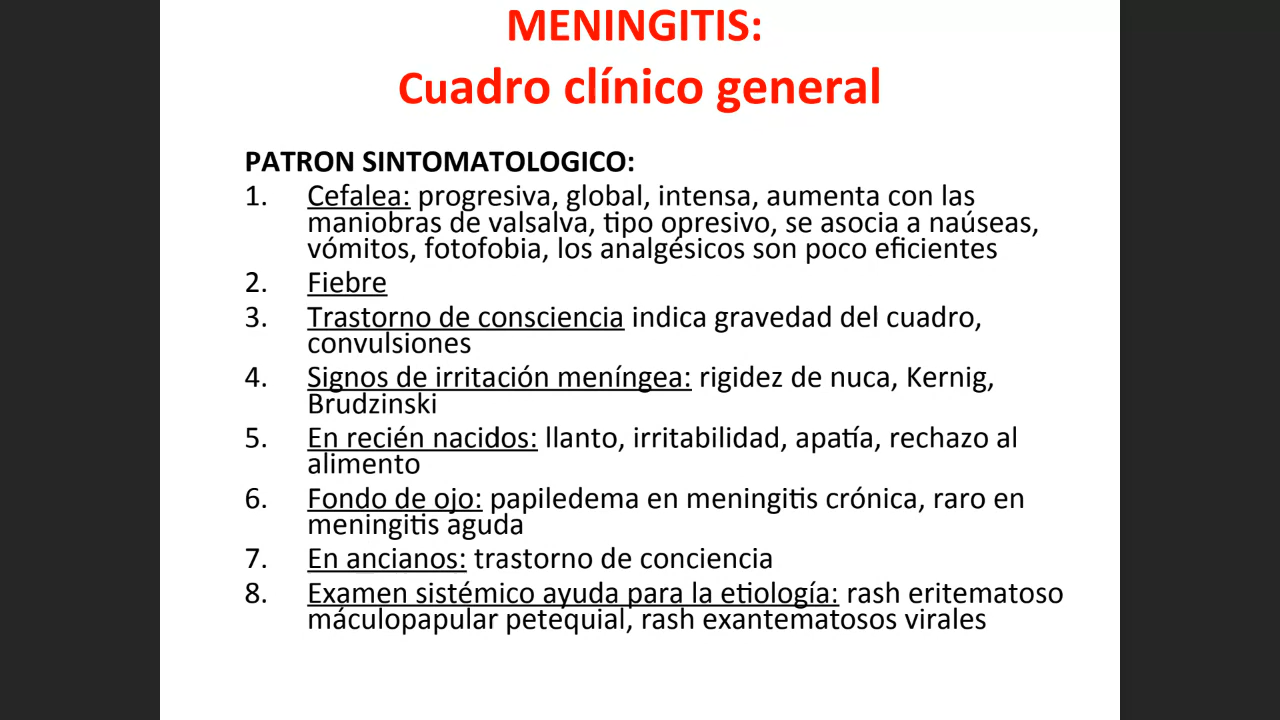 MENINGITIS:
Cuadro clínico general
PATRON SINTOMATOLOGICO:
1. Cefalea: progresiva, global, intensa, aumenta con las
maniobras de valsalva, tipo opresivo, se asocia a naúseas,
vómitos, fotofobia, los analgésicos son poco eficientes
2. Fiebre
3. Trastorno de consciencia indica gravedad del cuadro,
convulsiones
4. Signos de irritación meníngea: rigidez de nuca, Kernig,
Brudzinski
5. En recién nacidos: llanto, irritabilidad, apatía, rechazo al
alimento
6. Fondo de ojo: papiledema en meningitis crónica, raro en
meningitis aguda
7. En ancianos: trastorno de conciencia
8. Examen sistémico ayuda para la etiología: rash eritematoso
máculopapular petequial, rash exantematosos virales